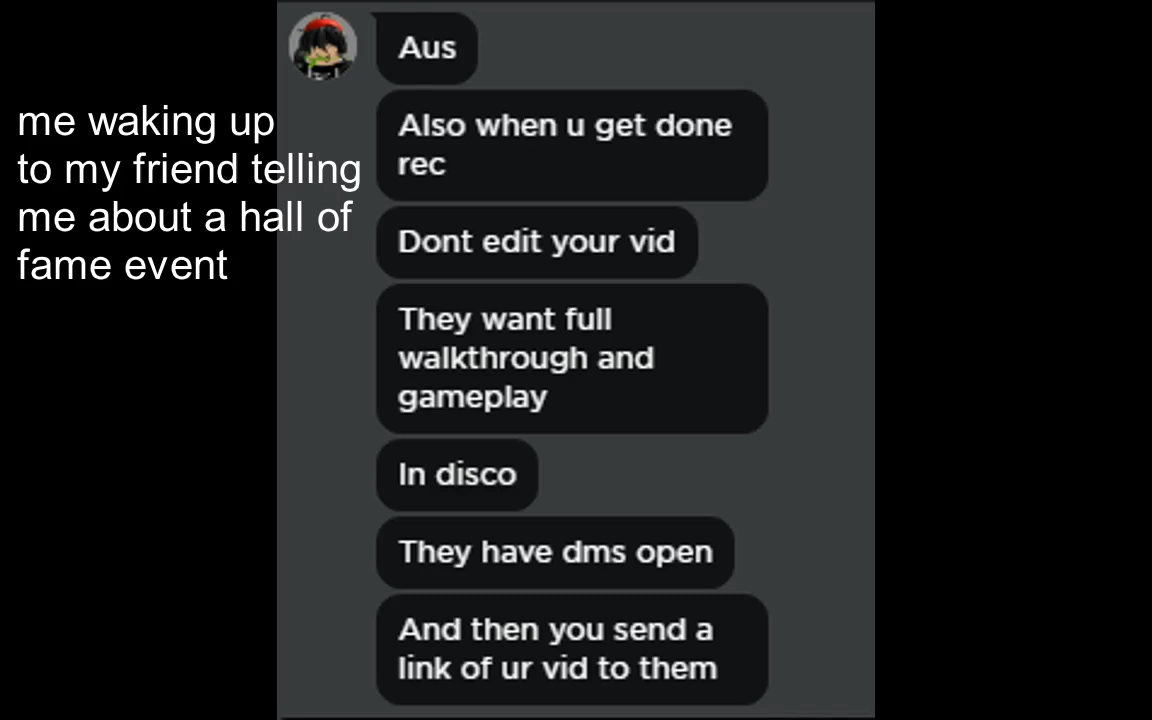 me waking up
to my friend telling
me about a hall of
fame event
Aus
Also when u get done
rec
Dont edit your vid
They want full
walkthrough and
gameplay
In disco
They have dms open
And then you send a
link of ur vid to them